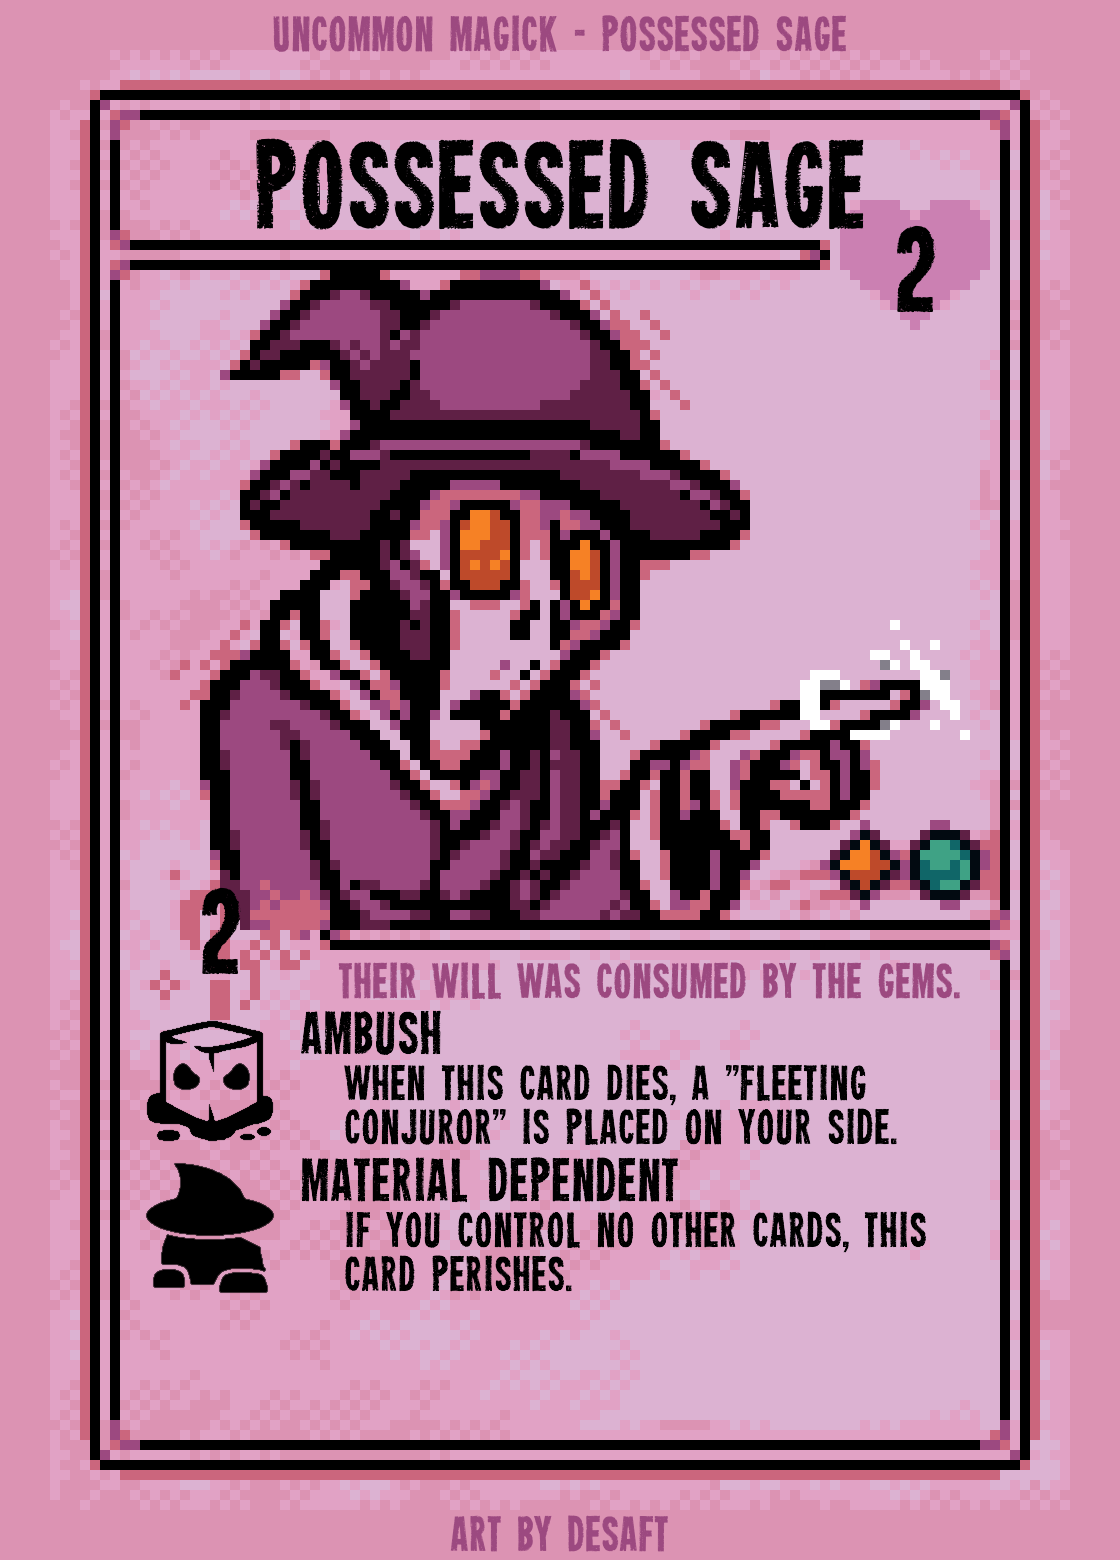 UNCOMMON MAGICK - POSSESSED SAGE
POSSESSED SAGE
2
2
THEIR WILL WAS CONSUMED BY THE GEMS.
AMBUSH
WHEN THIS CARD DIES, A "FLEETING
CONJUROR" IS PLACED ON YOUR SIDE.
MATERIAL DEPENDENT
IF YOU CONTROL NO OTHER CARDS, THIS
CARD PERISHES.
ART BY DESAFT